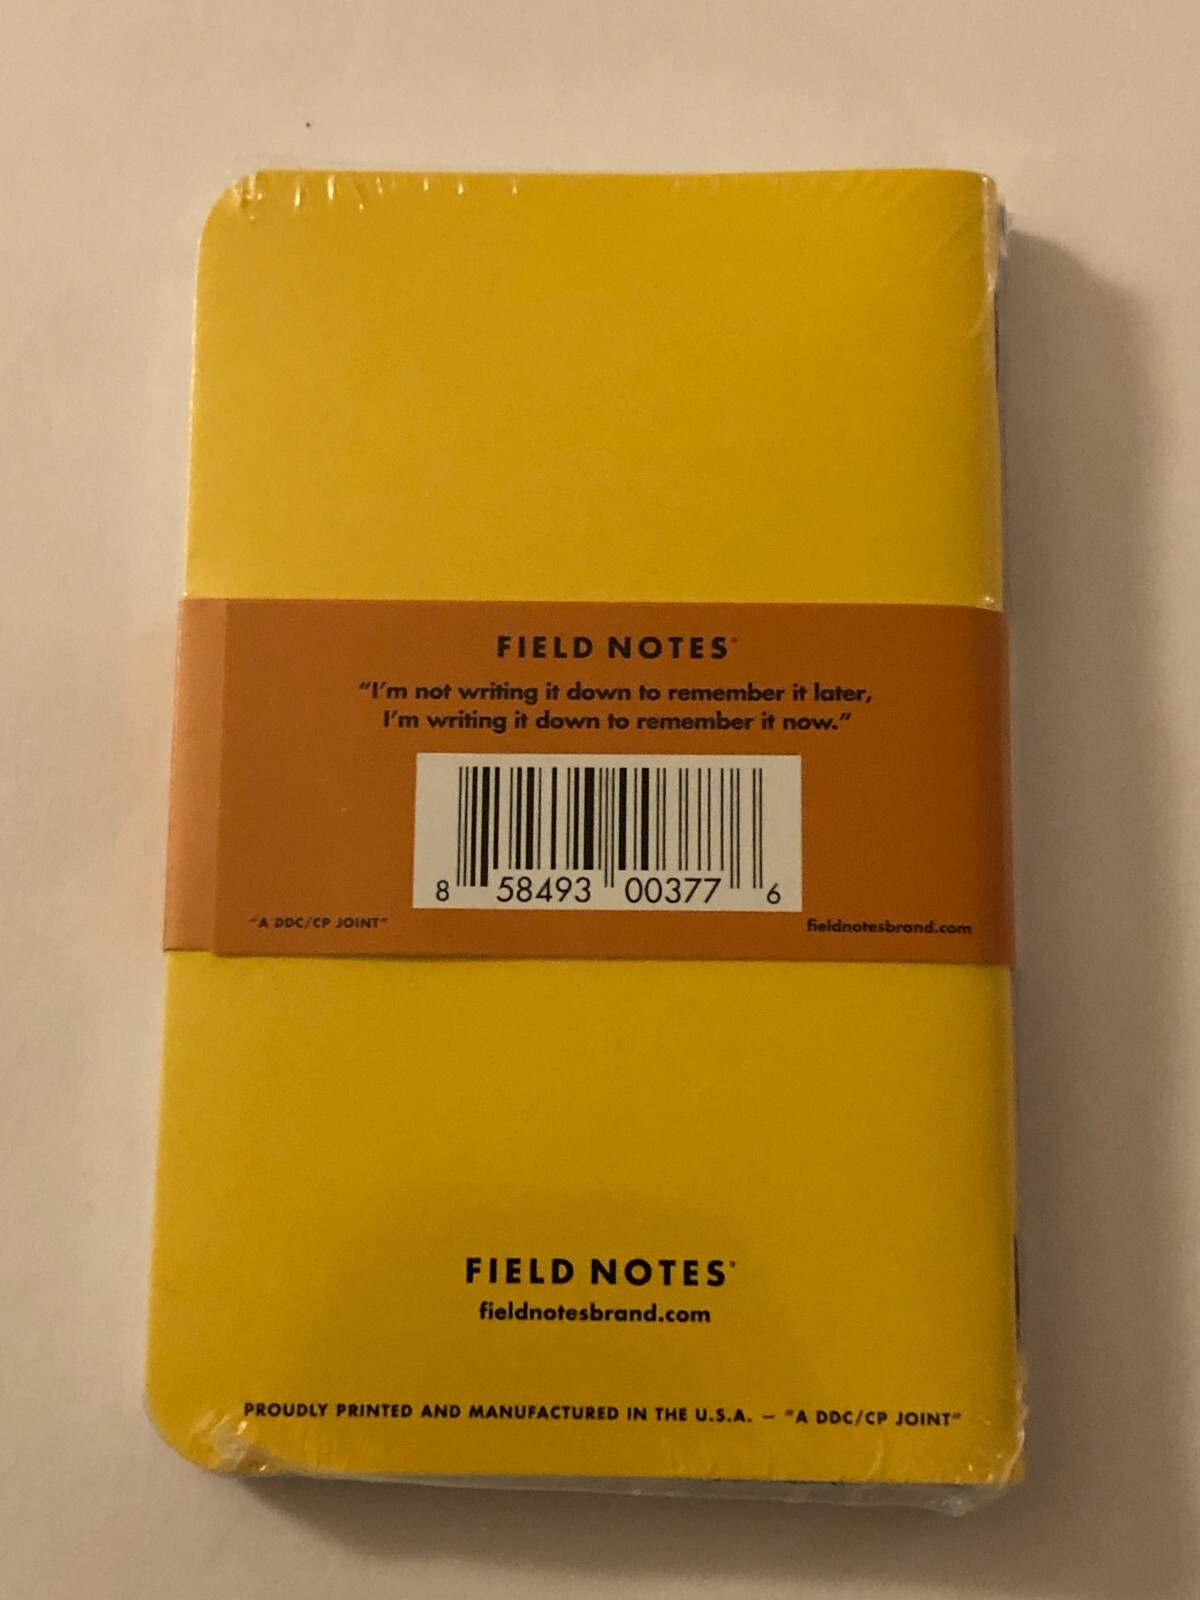 FIELD NOTES
“I’m not writing it down to remember it later,
I’m writing it down to remember it now.”
8 58493 00377 6
“A DDC/CP JOINT”
fieldnotesbrand.com
FIELD NOTES
fieldnotesbrand.com
PROUDLY PRINTED AND MANUFACTURED IN THE U.S.A. — “A DDC/CP JOINT”